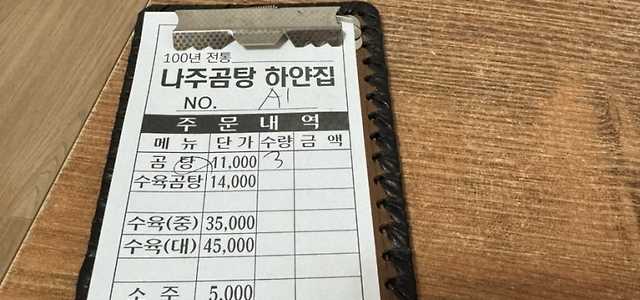 100년 전통
나주곰탕 하얀집
NO. A1
주 문 내 역
메 뉴 단 가 수량 금 액
곰 탕 11,000 3
수육곰탕 14,000
수육(중) 35,000
수육(대) 45,000
소 주 5,000